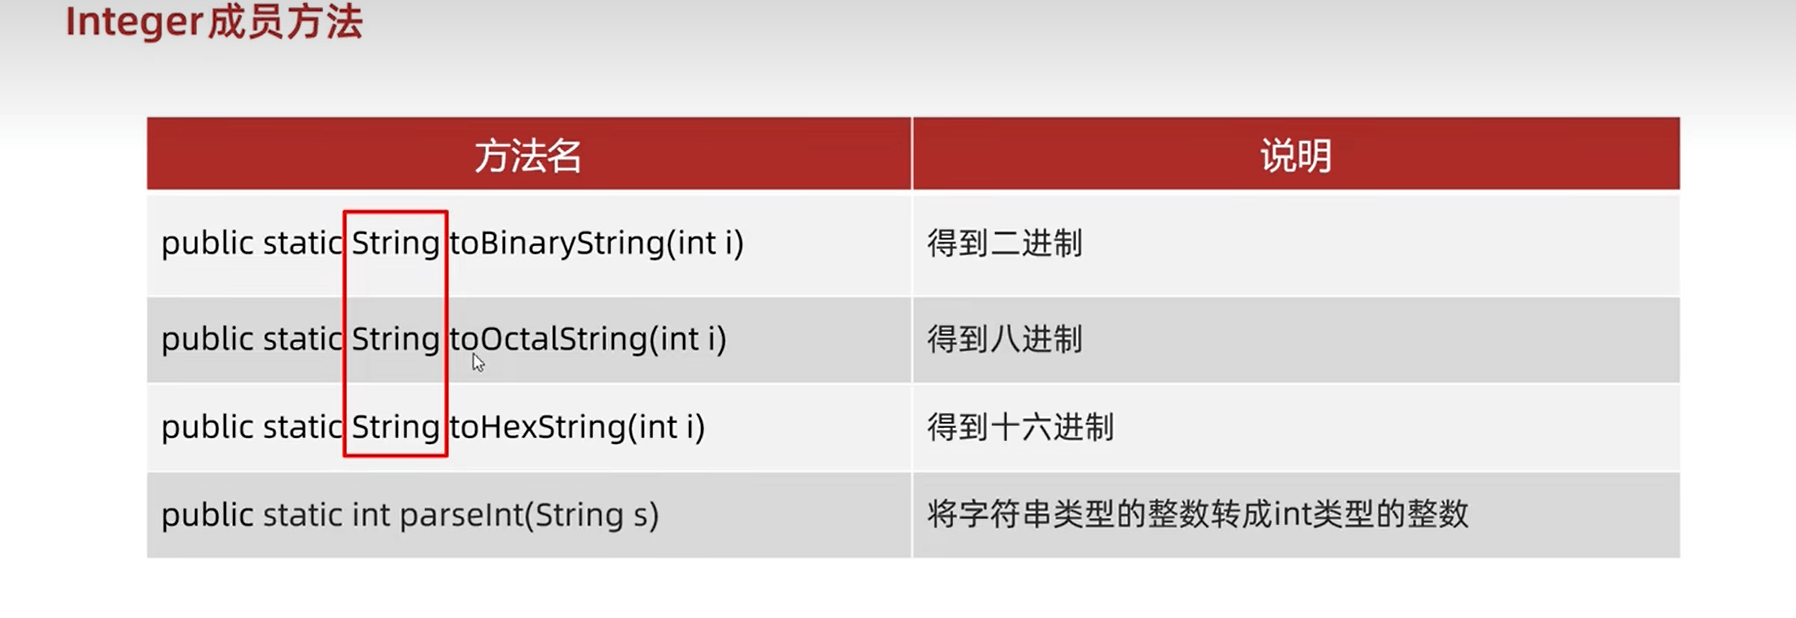 Integer成员方法
方法名 说明
public static String toBinaryString(int i) 得到二进制
public static String toOctalString(int i) 得到八进制
public static String toHexString(int i) 得到十六进制
public static int parseInt(String s) 将字符串类型的整数转成int类型的整数